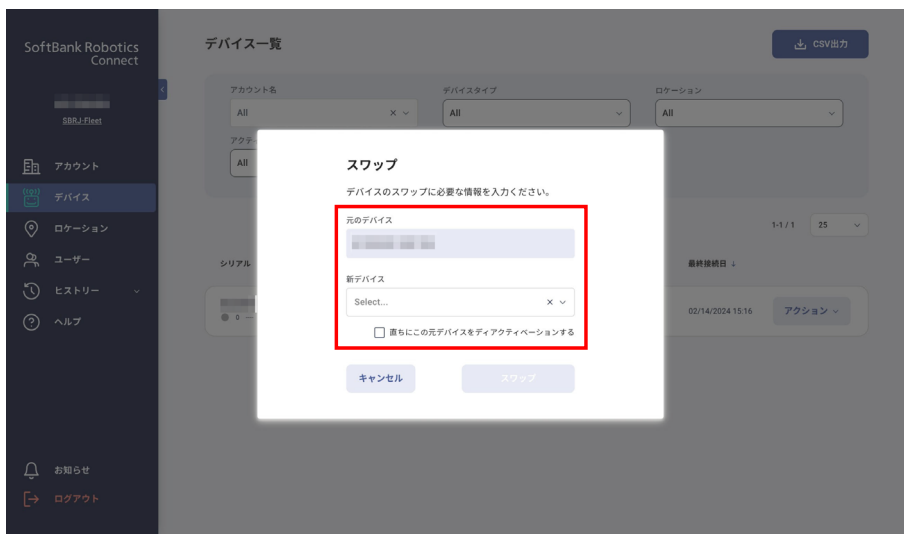 SoftBank Robotics
Connect
SBRJ-Fleet
アカウント
デバイス
ロケーション
ユーザー
ヒストリー
ヘルプ
お知らせ
ログアウト
デバイス一覧
CSV出力
アカウント名
デバイスタイプ
ロケーション
All
All
All
アクテ
All
1-1 / 1
25
シリアル
最終接続日 ↓
0
02/14/2024 15:16
アクション
スワップ
デバイスのスワップに必要な情報を入力ください。
元のデバイス
新デバイス
Select...
直ちにこの元デバイスをディアクティベーションする
キャンセル
スワップ